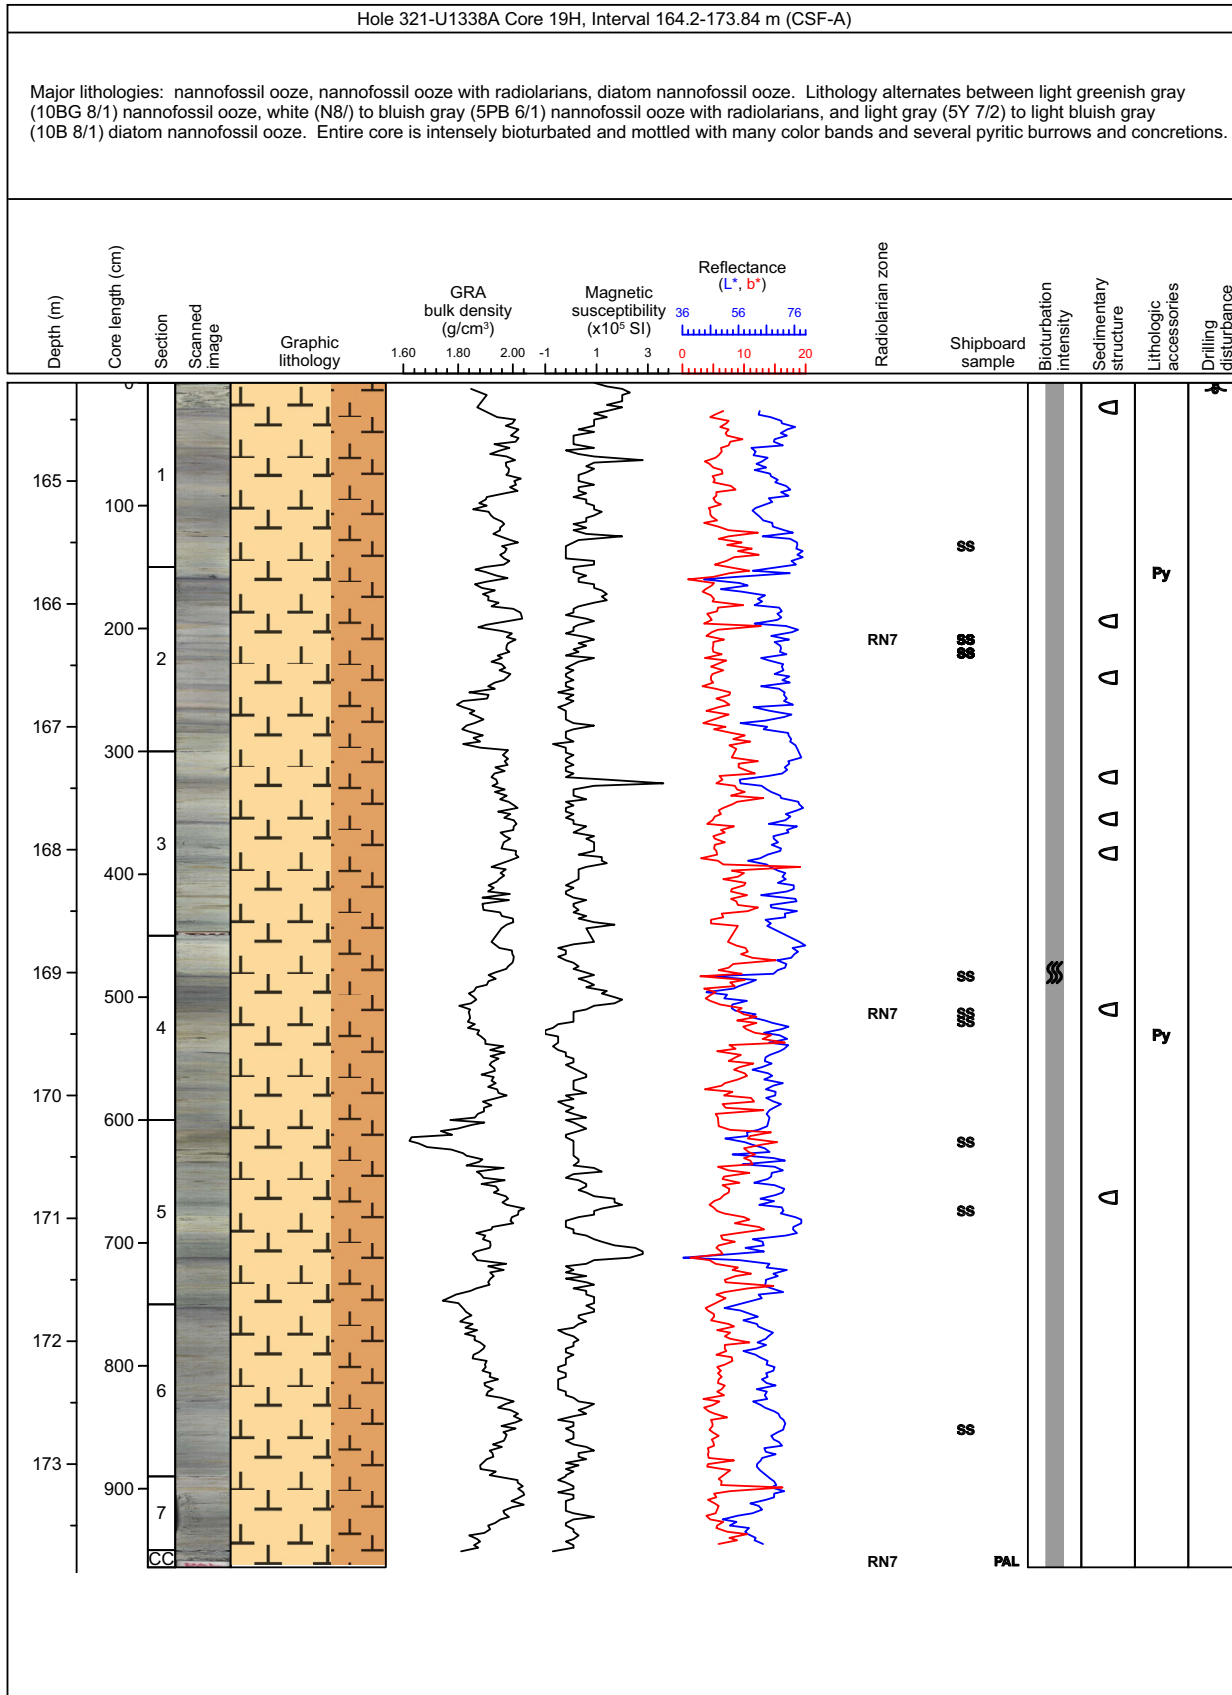 Hole 321-U1338A Core 19H, Interval 164.2-173.84 m (CSF-A)
Major lithologies: nannofossil ooze, nannofossil ooze with radiolarians, diatom nannofossil ooze. Lithology alternates between light greenish gray
(10BG 8/1) nannofossil ooze, white (N8/) to bluish gray (5PB 6/1) nannofossil ooze with radiolarians, and light gray (5Y 7/2) to light bluish gray
(10B 8/1) diatom nannofossil ooze. Entire core is intensely bioturbated and mottled with many color bands and several pyritic burrows and concretions.
Depth (m)
Core length (cm)
Section
Scanned
image
Graphic
lithology
GRA
bulk density
(g/cm³)
1.60 1.80 2.00
Magnetic
susceptibility
(x10⁵ SI)
-1 1 3
Reflectance
(L*, b*)
36 56 76
0 10 20
Radiolarian zone
Shipboard
sample
Bioturbation
intensity
Sedimentary
structure
Lithologic
accessories
Drilling
disturbance
0
1
165
100
SS
Py
166
200
RN7
SS
SS
2
167
300
3
168
400
169
SS
500
RN7
SS
SS
4
Py
170
600
SS
5
171
SS
700
172
800
6
SS
173
900
7
CC
RN7
PAL